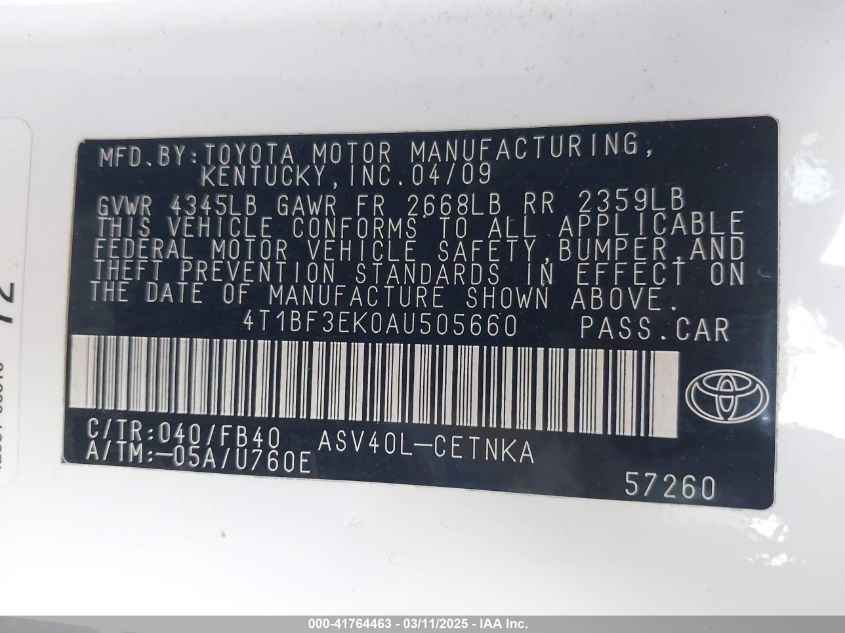 MFD.BY:TOYOTA MOTOR MANUFACTURING,
KENTUCKY,INC.04/09
GVWR 4345LB GAWR FR 2668LB RR 2359LB
THIS VEHICLE CONFORMS TO ALL APPLICABLE
FEDERAL MOTOR VEHICLE SAFETY,BUMPER,AND
THEFT PREVENTION STANDARDS IN EFFECT ON
THE DATE OF MANUFACTURE SHOWN ABOVE.
4T1BF3EK0AU505660 PASS.CAR
C/TR:040/FB40 ASV40L-CETNKA
A/TM:-05A/U760E
57260
000-41764463 - 03/11/2025 - IAA Inc.